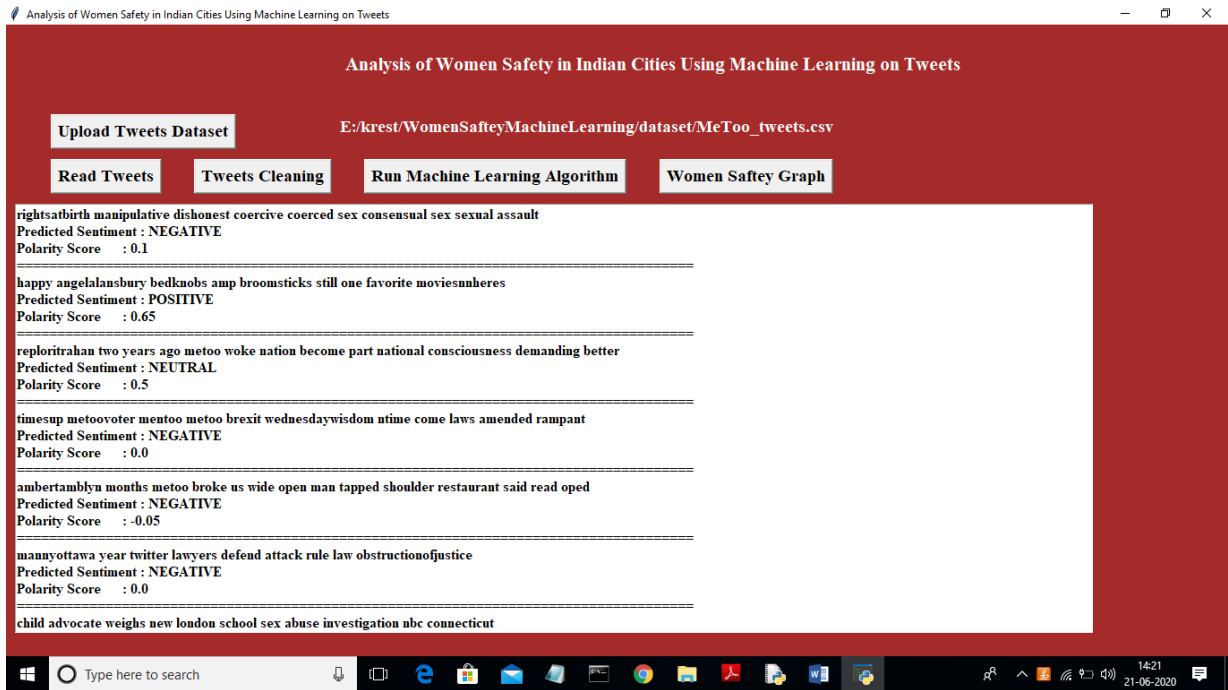 Analysis of Women Safety in Indian Cities Using Machine Learning on Tweets
Analysis of Women Safety in Indian Cities Using Machine Learning on Tweets
Upload Tweets Dataset
E:/krest/WomenSafteyMachineLearning/dataset/MeToo_tweets.csv
Read Tweets
Tweets Cleaning
Run Machine Learning Algorithm
Women Saftey Graph
rightsatbirth manipulative dishonest coercive coerced sex consensual sex sexual assault
Predicted Sentiment : NEGATIVE
Polarity Score : 0.1
happy angelalansbury bedknobs amp broomsticks still one favorite moviesnnheres
Predicted Sentiment : POSITIVE
Polarity Score : 0.65
reploritrahan two years ago metoo woke nation become part national consciousness demanding better
Predicted Sentiment : NEUTRAL
Polarity Score : 0.5
timesup metoovoter mentoo metoo brexit wednesdaywisdom ntime come laws amended rampant
Predicted Sentiment : NEGATIVE
Polarity Score : 0.0
ambertamblyn months metoo broke us wide open man tapped shoulder restaurant said read oped
Predicted Sentiment : NEGATIVE
Polarity Score : -0.05
mannyottawa year twitter lawyers defend attack rule law obstructionofjustice
Predicted Sentiment : NEGATIVE
Polarity Score : 0.0
child advocate weighs new london school sex abuse investigation nbc connecticut
Type here to search
14:21
21-06-2020